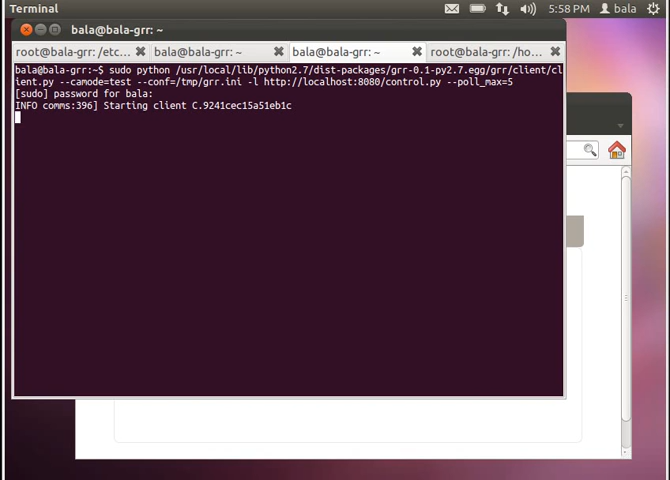 Terminal
5:58 PM
bala
bala@bala-grr: ~
root@bala-grr: /etc...
bala@bala-grr: ~
bala@bala-grr: ~
root@bala-grr: /ho...
bala@bala-grr:~$ sudo python /usr/local/lib/python2.7/dist-packages/grr-0.1-py2.7.egg/grr/client/cl
ient.py --camode=test --conf=/tmp/grr.ini -l http://localhost:8080/control.py --poll_max=5
[sudo] password for bala:
INFO comms:396] Starting client C.9241cec15a51eb1c